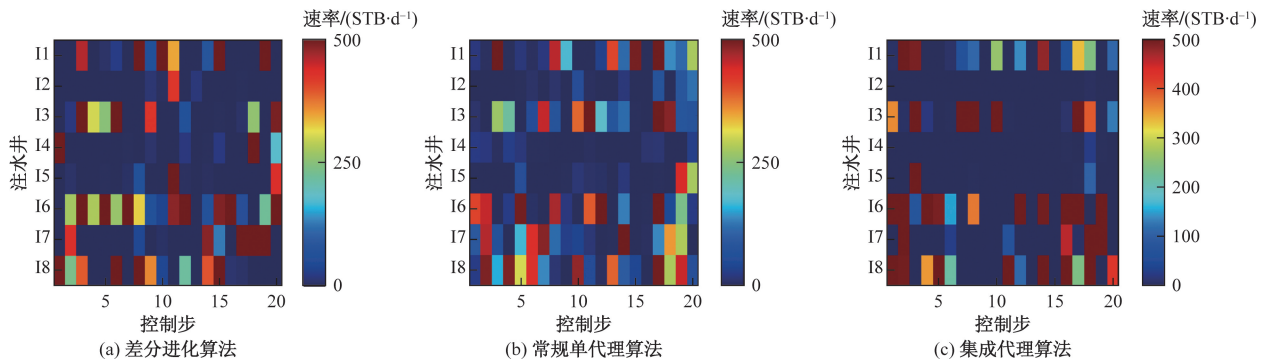 速率/(STB·d⁻¹)
500
250
0
注水井
I1
I2
I3
I4
I5
I6
I7
I8
5
10
15
20
控制步
(a) 差分进化算法
速率/(STB·d⁻¹)
500
250
0
注水井
I1
I2
I3
I4
I5
I6
I7
I8
5
10
15
20
控制步
(b) 常规单代理算法
速率/(STB·d⁻¹)
500
400
300
200
100
0
注水井
I1
I2
I3
I4
I5
I6
I7
I8
5
10
15
20
控制步
(c) 集成代理算法